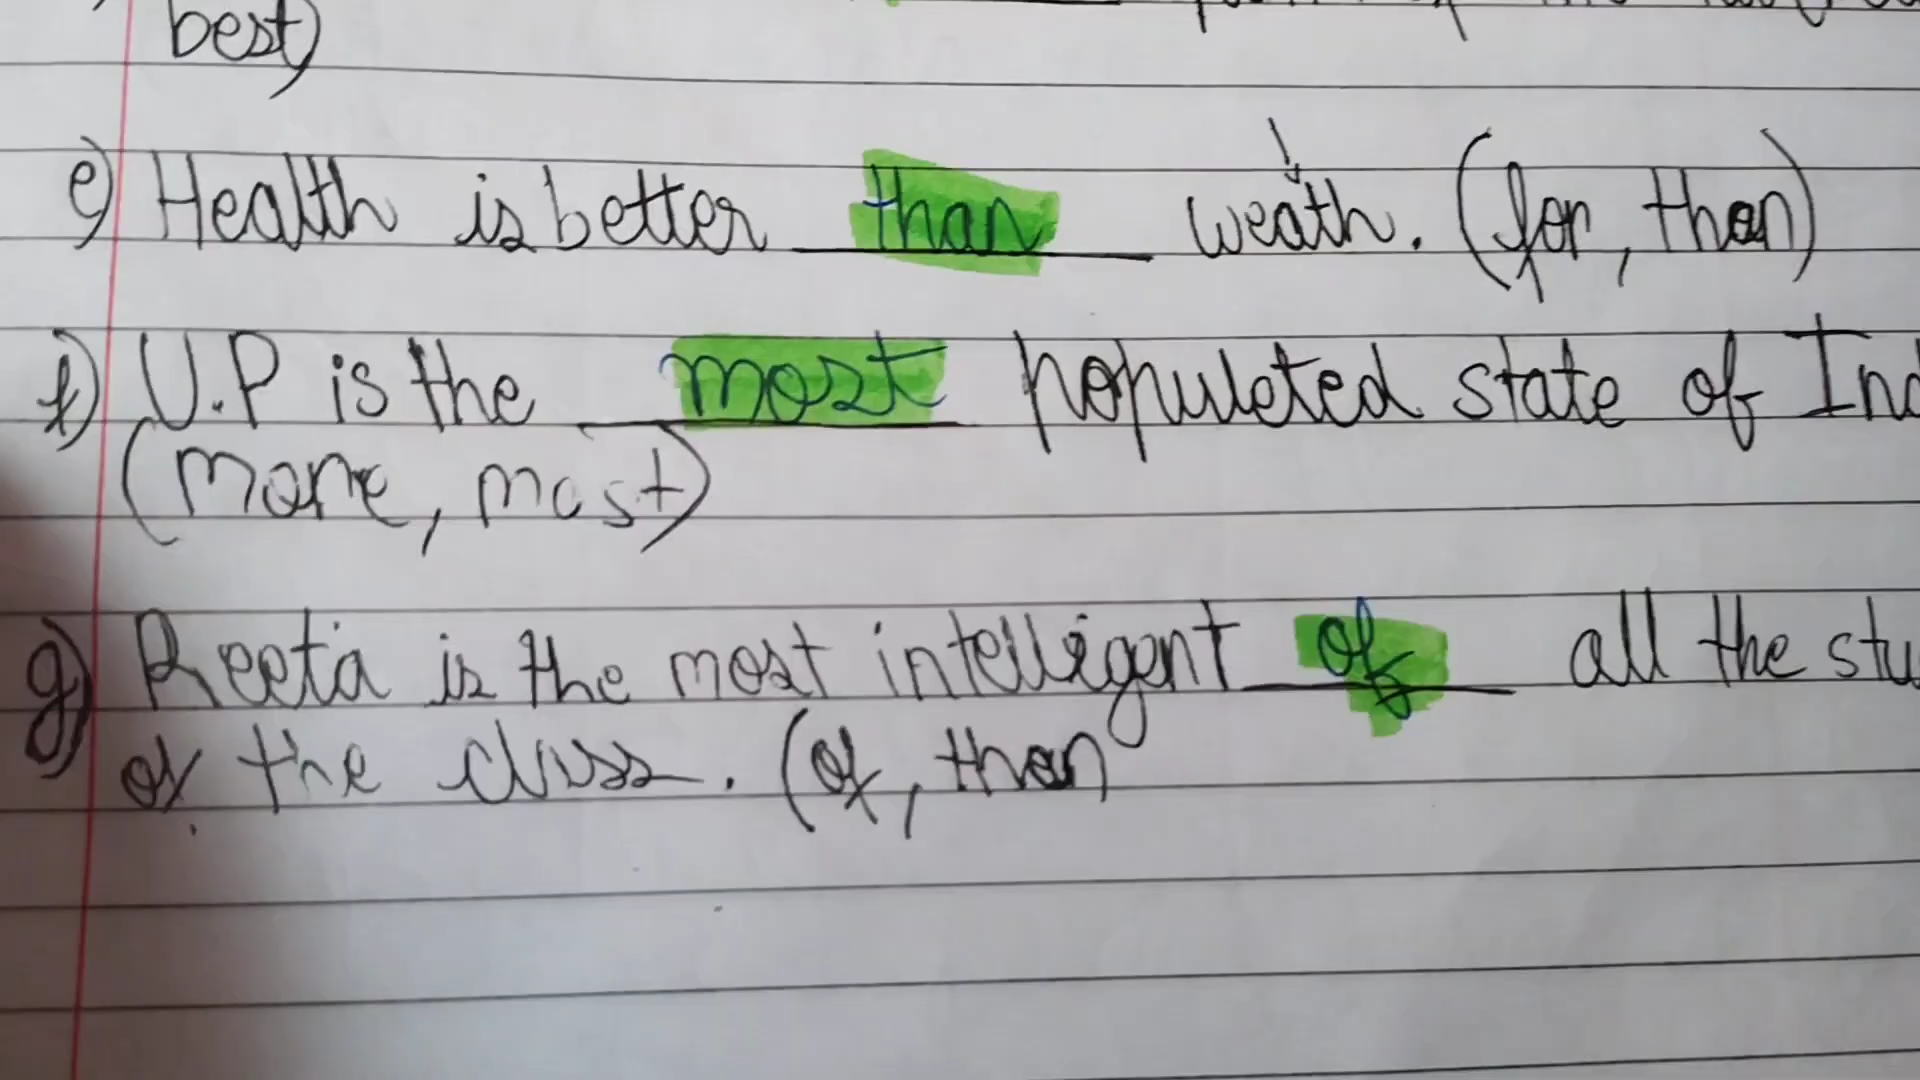 best)
e) Health is better than weath. (for, than)
l
f) U.P is the most populated state of Ind
(more, most)
g) Reeta is the most intelligent of all the stu
of the class. (of, than